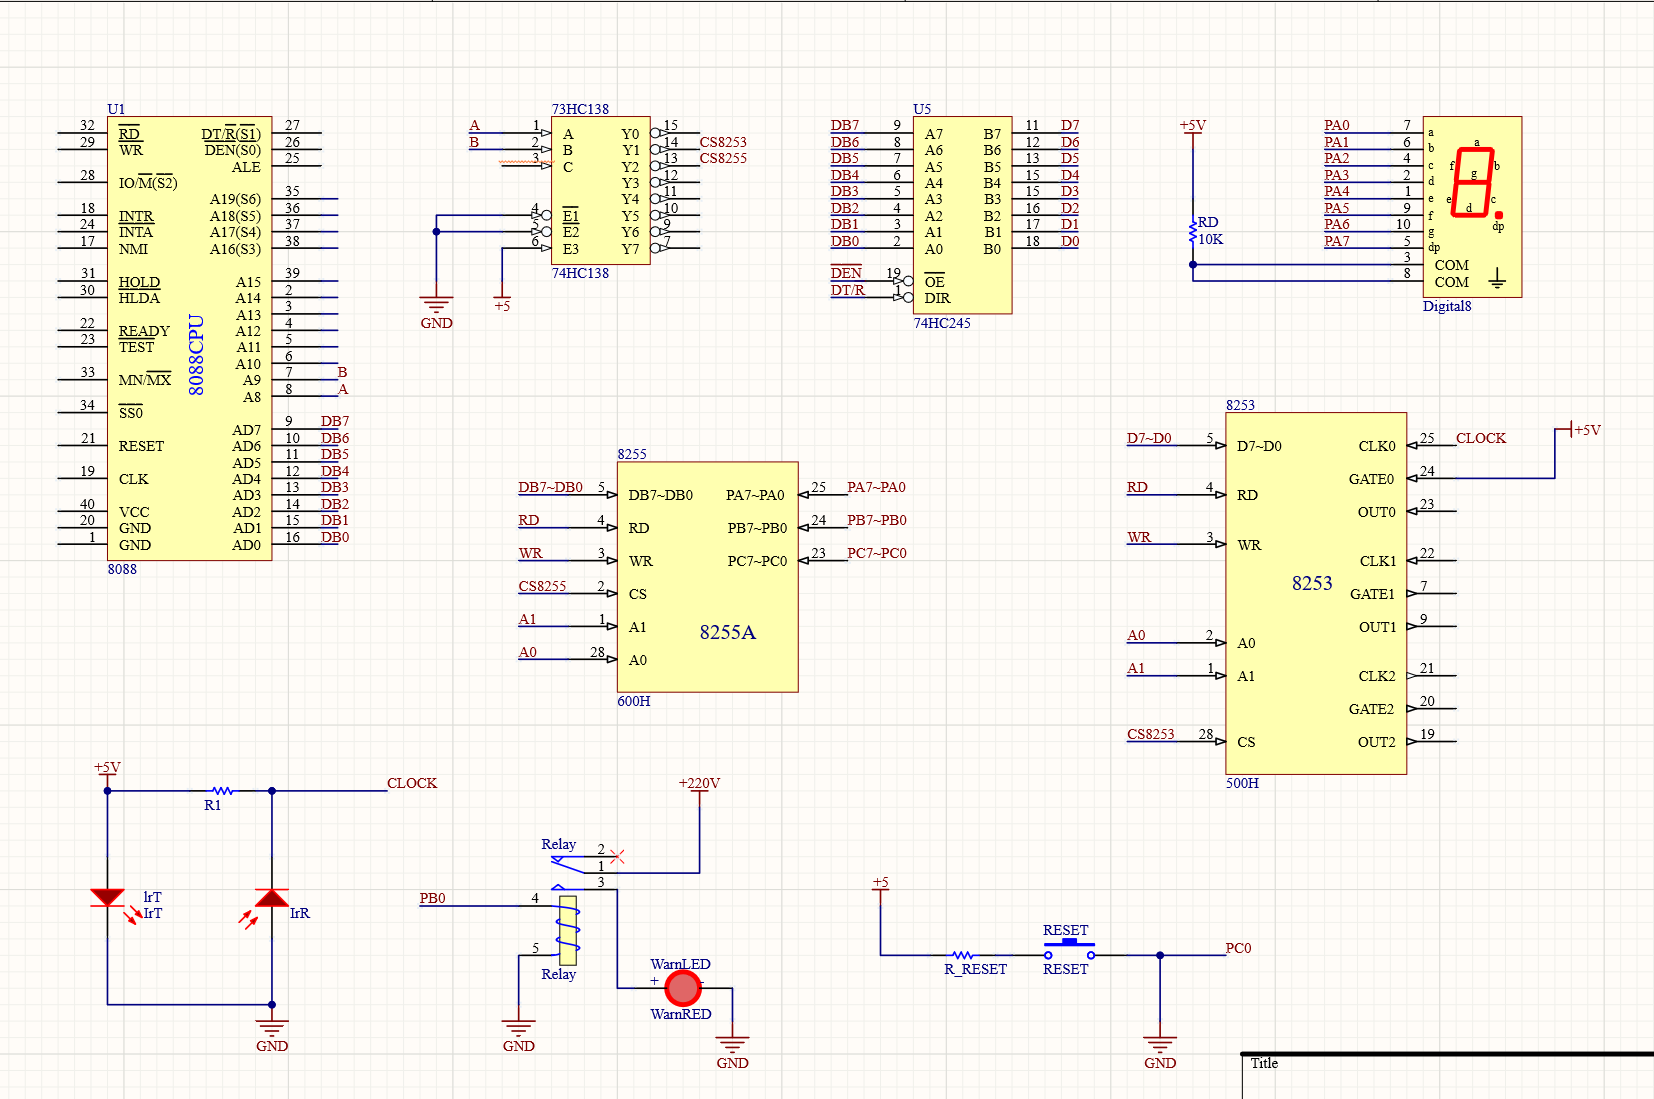 U1
32 RD DT/R(S1) 27
29 WR DEN(S0) 26
ALE 25
28 IO/M(S2)
A19(S6) 35
18 INTR A18(S5) 36
24 INTA A17(S4) 37
17 NMI A16(S3) 38
31 HOLD A15 39
30 HLDA A14 2
A13 3
22 READY A12 4
23 TEST A11 5
A10 6
33 MN/MX A9 7 B
A8 8 A
34 SS0
AD7 9 DB7
21 RESET AD6 10 DB6
AD5 11 DB5
19 CLK AD4 12 DB4
AD3 13 DB3
40 VCC AD2 14 DB2
20 GND AD1 15 DB1
1 GND AD0 16 DB0
8088CPU
8088
73HC138
A 1 A Y0 15
B 2 B Y1 14 CS8253
3 C Y2 13 CS8255
Y3 12
Y4 11
4 E1 Y5 10
5 E2 Y6 9
6 E3 Y7 7
74HC138
GND
+5
U5
DB7 9 A7 B7 11 D7
DB6 8 A6 B6 12 D6
DB5 7 A5 B5 13 D5
DB4 6 A4 B4 15 D4
DB3 5 A3 B3 15 D3
DB2 4 A2 B2 16 D2
DB1 3 A1 B1 17 D1
DB0 2 A0 B0 18 D0
DEN 19 OE
DT/R 1 DIR
74HC245
+5V
RD
10K
PA0 7 a
PA1 6 b
PA2 4 c
PA3 2 d
PA4 1 e
PA5 9 f
PA6 10 g
PA7 5 dp
3 COM
8 COM
a
f b
g
e c
d
dp
Digital8
8255
DB7~DB0 5 DB7~DB0 PA7~PA0 25 PA7~PA0
RD 4 RD PB7~PB0 24 PB7~PB0
WR 3 WR PC7~PC0 23 PC7~PC0
CS8255 2 CS
A1 1 A1
8255A
A0 28 A0
600H
8253
D7~D0 5 D7~D0 CLK0 25 CLOCK
+5V
GATE0 24
RD 4 RD
OUT0 23
WR 3 WR
CLK1 22
8253
GATE1 7
OUT1 9
A0 2 A0
A1 1 A1 CLK2 21
GATE2 20
CS8253 28 CS OUT2 19
500H
+5V
R1
CLOCK
lrT
IrT
IrR
GND
+220V
Relay
2
1
3
PB0 4
5
Relay
WarnLED
+ -
WarnRED
GND
GND
+5
R_RESET
RESET
RESET
PC0
GND
Title